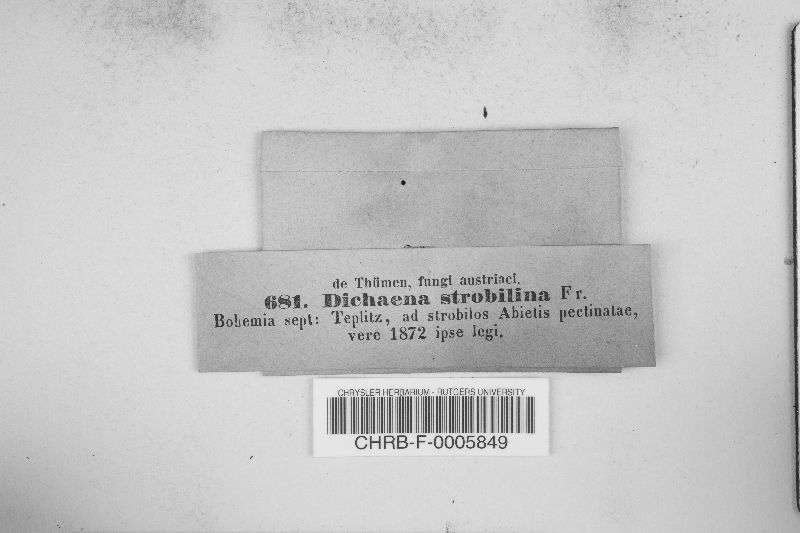 de Thümen, fungi austriaci.
681. Dichaena strobilina Fr.
Bohemia sept: Teplitz, ad strobilos Abietis pectinatae,
vere 1872 ipse legi.
CHRYSLER HERBARIUM - RUTGERS UNIVERSITY
CHRB-F-0005849